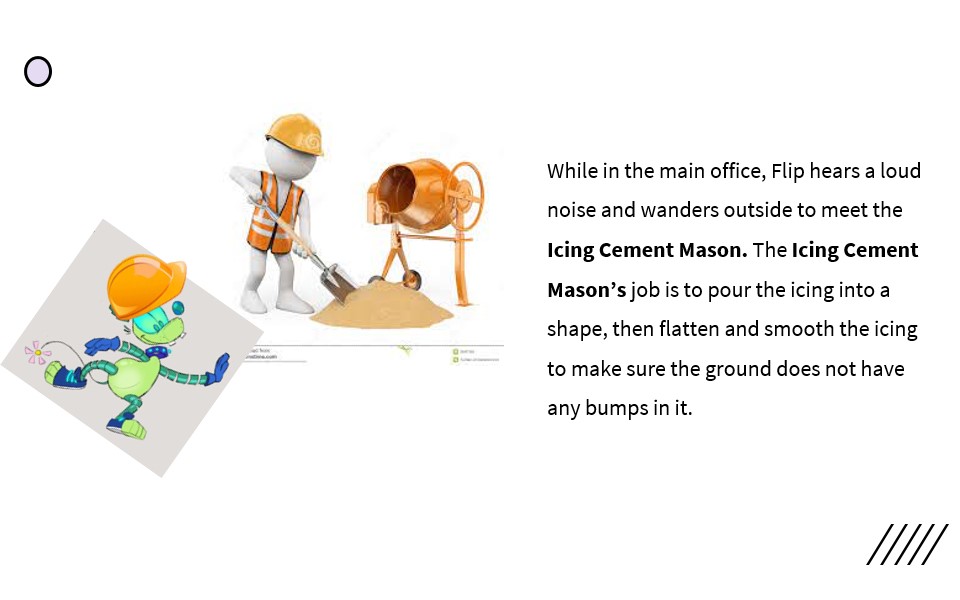 While in the main office, Flip hears a loud
noise and wanders outside to meet the
Icing Cement Mason. The Icing Cement
Mason’s job is to pour the icing into a
shape, then flatten and smooth the icing
to make sure the ground does not have
any bumps in it.